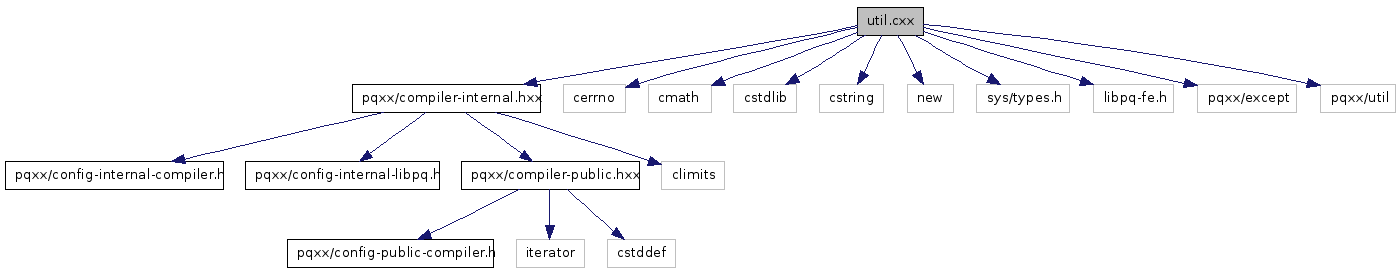 util.cxx
pqxx/compiler-internal.hxx
cerrno
cmath
cstdlib
cstring
new
sys/types.h
libpq-fe.h
pqxx/except
pqxx/util
pqxx/config-internal-compiler.h
pqxx/config-internal-libpq.h
pqxx/compiler-public.hxx
climits
pqxx/config-public-compiler.h
iterator
cstddef